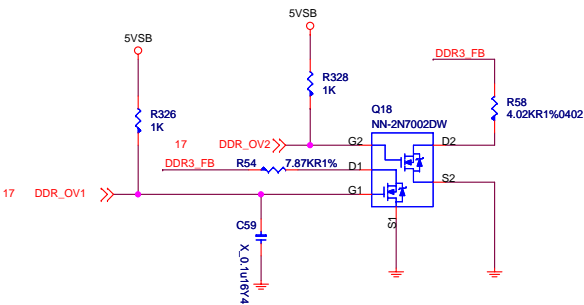 5VSB
5VSB
DDR3_FB
R326
1K
R328
1K
R58
4.02KR1%0402
Q18
NN-2N7002DW
17 DDR_OV2
G2
D2
DDR3_FB
R54
7.87KR1%
D1
S2
17 DDR_OV1
G1
S1
C59
X_0.1u16Y4